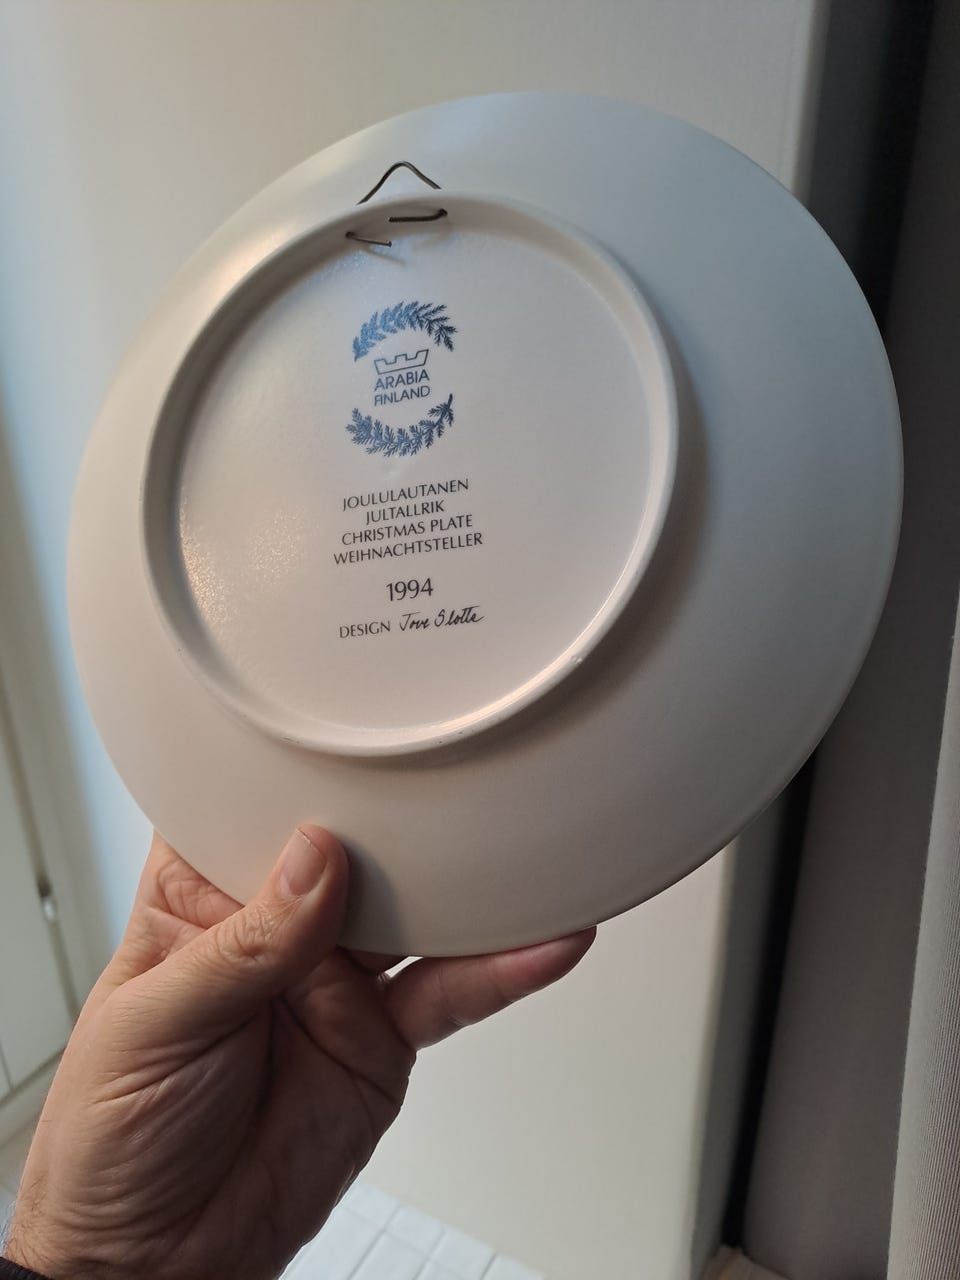 ARABIA
FINLAND
JOULULAUTANEN
JULTALLRIK
CHRISTMAS PLATE
WEIHNACHTSTELLER
1994
DESIGN Tove Slotte